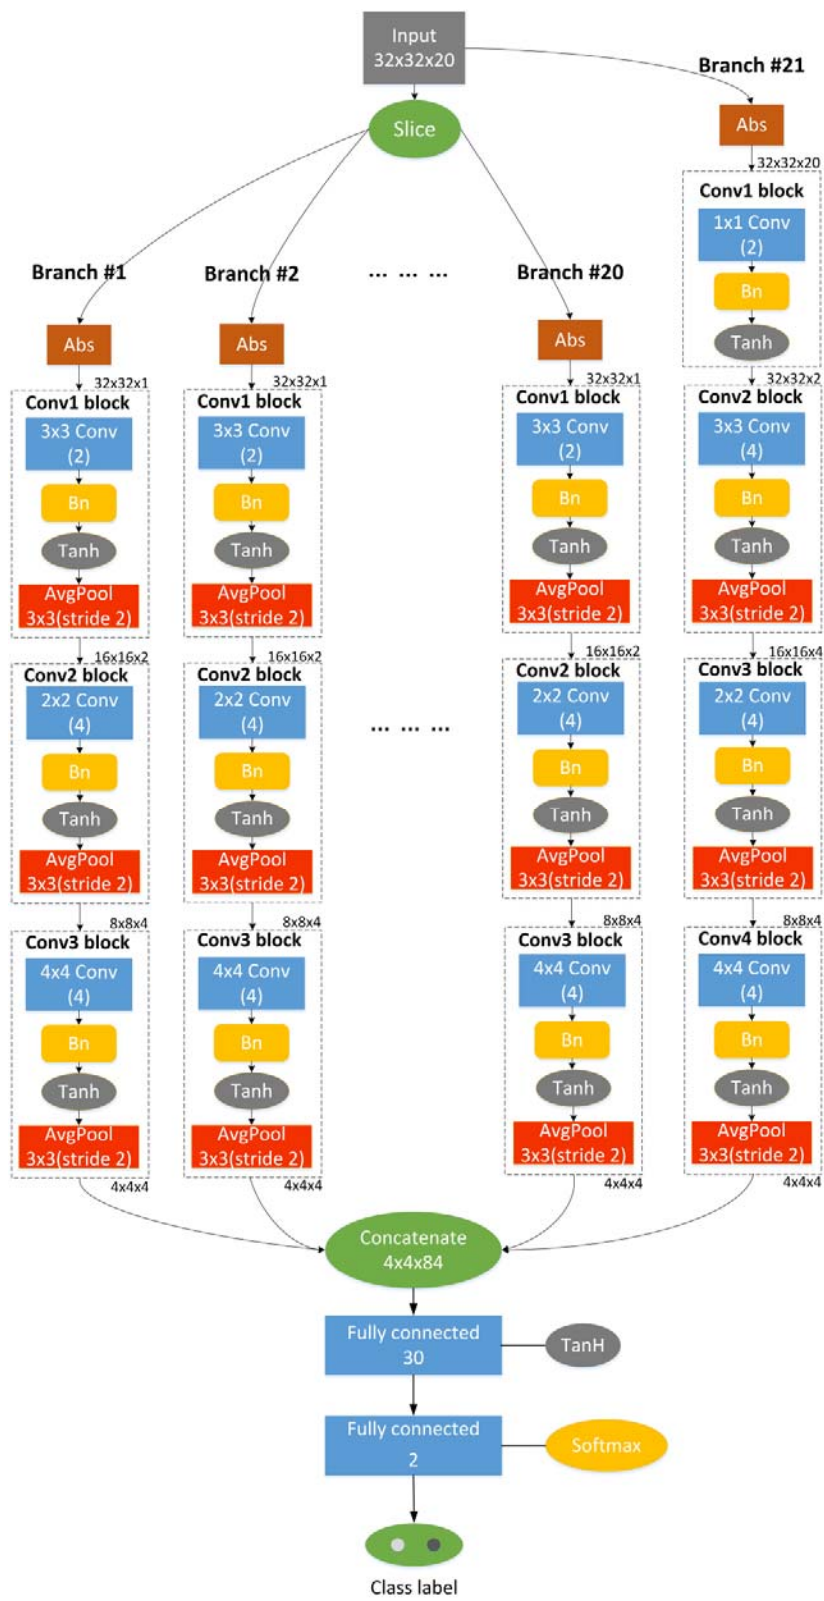 Input
32x32x20
Slice
Branch #1
Abs
32x32x1
Conv1 block
3x3 Conv
(2)
Bn
Tanh
AvgPool
3x3(stride 2)
16x16x2
Conv2 block
2x2 Conv
(4)
Bn
Tanh
AvgPool
3x3(stride 2)
8x8x4
Conv3 block
4x4 Conv
(4)
Bn
Tanh
AvgPool
3x3(stride 2)
4x4x4
Branch #2
Abs
32x32x1
Conv1 block
3x3 Conv
(2)
Bn
Tanh
AvgPool
3x3(stride 2)
16x16x2
Conv2 block
2x2 Conv
(4)
Bn
Tanh
AvgPool
3x3(stride 2)
8x8x4
Conv3 block
4x4 Conv
(4)
Bn
Tanh
AvgPool
3x3(stride 2)
4x4x4
... ... ...
... ... ...
Branch #20
Abs
32x32x1
Conv1 block
3x3 Conv
(2)
Bn
Tanh
AvgPool
3x3(stride 2)
16x16x2
Conv2 block
2x2 Conv
(4)
Bn
Tanh
AvgPool
3x3(stride 2)
8x8x4
Conv3 block
4x4 Conv
(4)
Bn
Tanh
AvgPool
3x3(stride 2)
4x4x4
Branch #21
Abs
32x32x20
Conv1 block
1x1 Conv
(2)
Bn
Tanh
32x32x2
Conv2 block
3x3 Conv
(4)
Bn
Tanh
AvgPool
3x3(stride 2)
16x16x4
Conv3 block
2x2 Conv
(4)
Bn
Tanh
AvgPool
3x3(stride 2)
8x8x4
Conv4 block
4x4 Conv
(4)
Bn
Tanh
AvgPool
3x3(stride 2)
4x4x4
Concatenate
4x4x84
Fully connected
30
TanH
Fully connected
2
Softmax
Class label